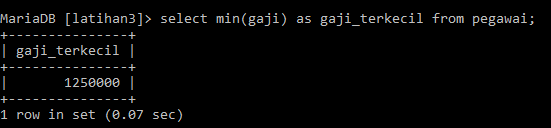 MariaDB [latihan3]> select min(gaji) as gaji_terkecil from pegawai;
+---------------+
| gaji_terkecil |
+---------------+
|       1250000 |
+---------------+
1 row in set (0.07 sec)